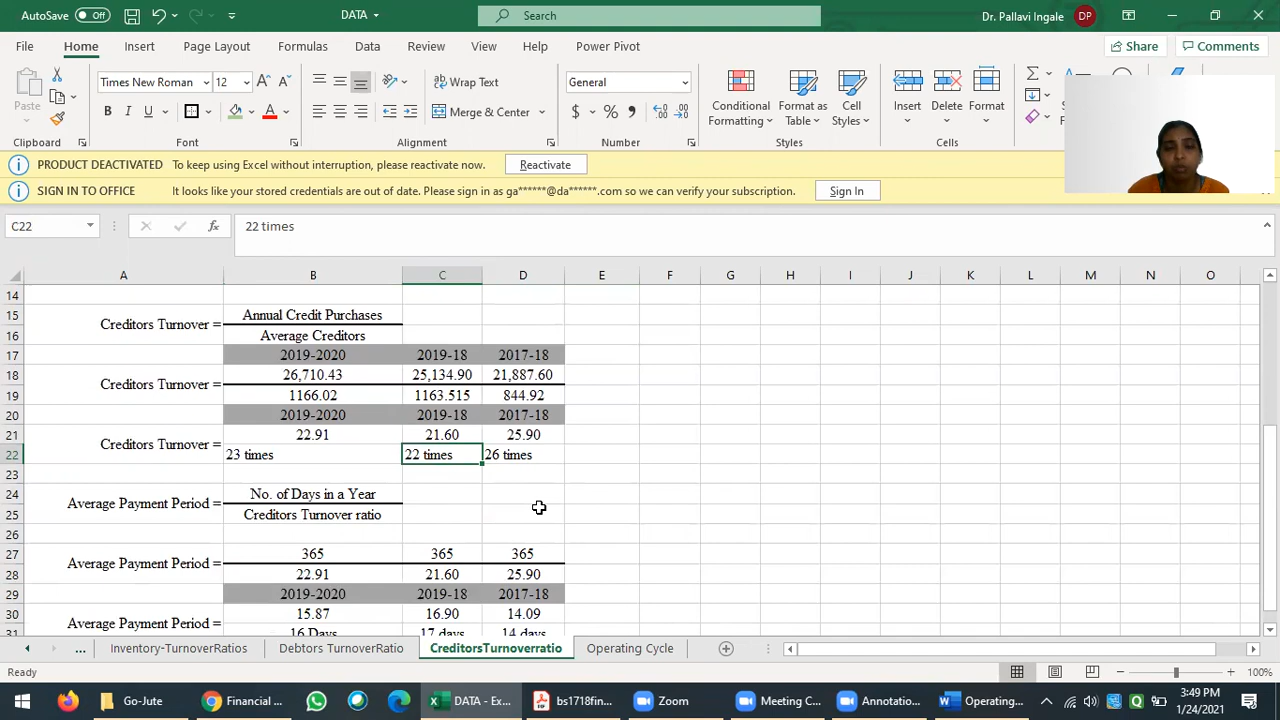 AutoSave Off DATA Search Dr. Pallavi Ingale DP
File Home Insert Page Layout Formulas Data Review View Help Power Pivot Share Comments
Paste Times New Roman 12 Wrap Text General Conditional Formatting Format as Table Cell Styles Insert Delete Format
B I U A Merge & Center $ % 9
Clipboard Font Alignment Number Styles Cells
PRODUCT DEACTIVATED To keep using Excel without interruption, please reactivate now. Reactivate
SIGN IN TO OFFICE It looks like your stored credentials are out of date. Please sign in as ga******@da******.com so we can verify your subscription. Sign In
C22 fx 22 times
A B C D E F G H I J K L M N O
14
15 Creditors Turnover = Annual Credit Purchases
16 Average Creditors
17 2019-2020 2019-18 2017-18
18 Creditors Turnover = 26,710.43 25,134.90 21,887.60
19 1166.02 1163.515 844.92
20 2019-2020 2019-18 2017-18
21 Creditors Turnover = 22.91 21.60 25.90
22 23 times 22 times 26 times
23
24 Average Payment Period = No. of Days in a Year
25 Creditors Turnover ratio
26
27 Average Payment Period = 365 365 365
28 22.91 21.60 25.90
29 2019-2020 2019-18 2017-18
30 Average Payment Period = 15.87 16.90 14.09
31 16 Days 17 days 14 days
... Inventory-TurnoverRatios Debtors TurnoverRatio CreditorsTurnoverratio Operating Cycle
Ready 100%
Go-Jute Financial ... DATA - Exc... bs1718fin... Zoom Meeting C... Annotatio... Operating... 3:49 PM
1/24/2021